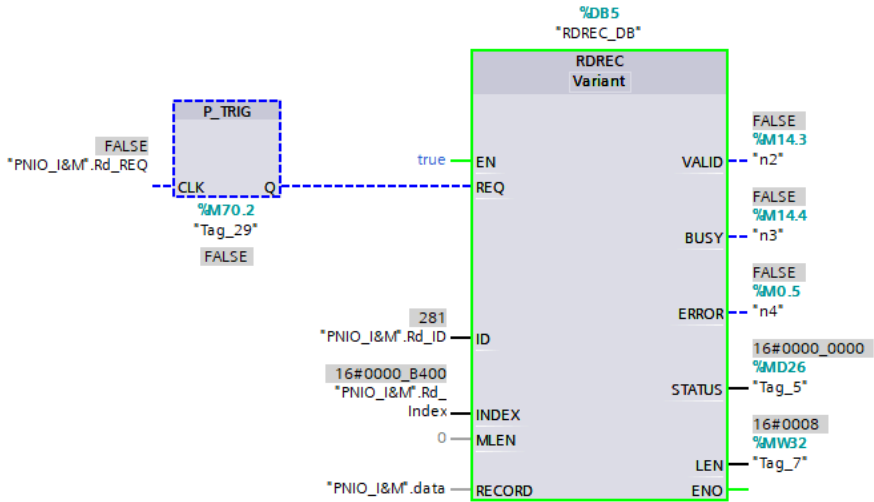 %DB5
"RDREC_DB"
RDREC
Variant
P_TRIG
FALSE
"PNIO_I&M".Rd_REQ
CLK
Q
%M70.2
"Tag_29"
FALSE
true
EN
REQ
281
"PNIO_I&M".Rd_ID
ID
16#0000_B400
"PNIO_I&M".Rd_
Index
INDEX
0
MLEN
"PNIO_I&M".data
RECORD
FALSE
%M14.3
VALID
"n2"
FALSE
%M14.4
BUSY
"n3"
FALSE
%M0.5
ERROR
"n4"
16#0000_0000
%MD26
STATUS
"Tag_5"
16#0008
%MW32
LEN
"Tag_7"
ENO